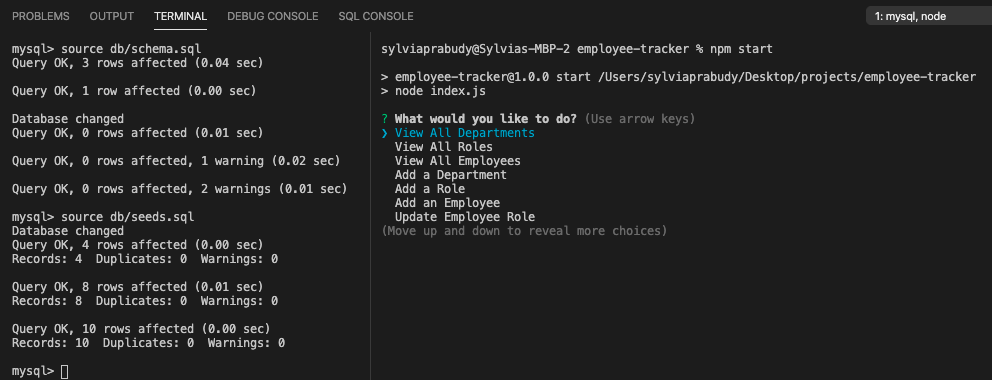 PROBLEMS OUTPUT TERMINAL DEBUG CONSOLE SQL CONSOLE 1: mysql, node
mysql> source db/schema.sql
Query OK, 3 rows affected (0.04 sec)
Query OK, 1 row affected (0.00 sec)
Database changed
Query OK, 0 rows affected (0.01 sec)
Query OK, 0 rows affected, 1 warning (0.02 sec)
Query OK, 0 rows affected, 2 warnings (0.01 sec)
mysql> source db/seeds.sql
Database changed
Query OK, 4 rows affected (0.00 sec)
Records: 4  Duplicates: 0  Warnings: 0
Query OK, 8 rows affected (0.01 sec)
Records: 8  Duplicates: 0  Warnings: 0
Query OK, 10 rows affected (0.00 sec)
Records: 10  Duplicates: 0  Warnings: 0
mysql>
sylviaprabudy@Sylvias-MBP-2 employee-tracker % npm start
> employee-tracker@1.0.0 start /Users/sylviaprabudy/Desktop/projects/employee-tracker
> node index.js
? What would you like to do? (Use arrow keys)
❯ View All Departments
View All Roles
View All Employees
Add a Department
Add a Role
Add an Employee
Update Employee Role
(Move up and down to reveal more choices)